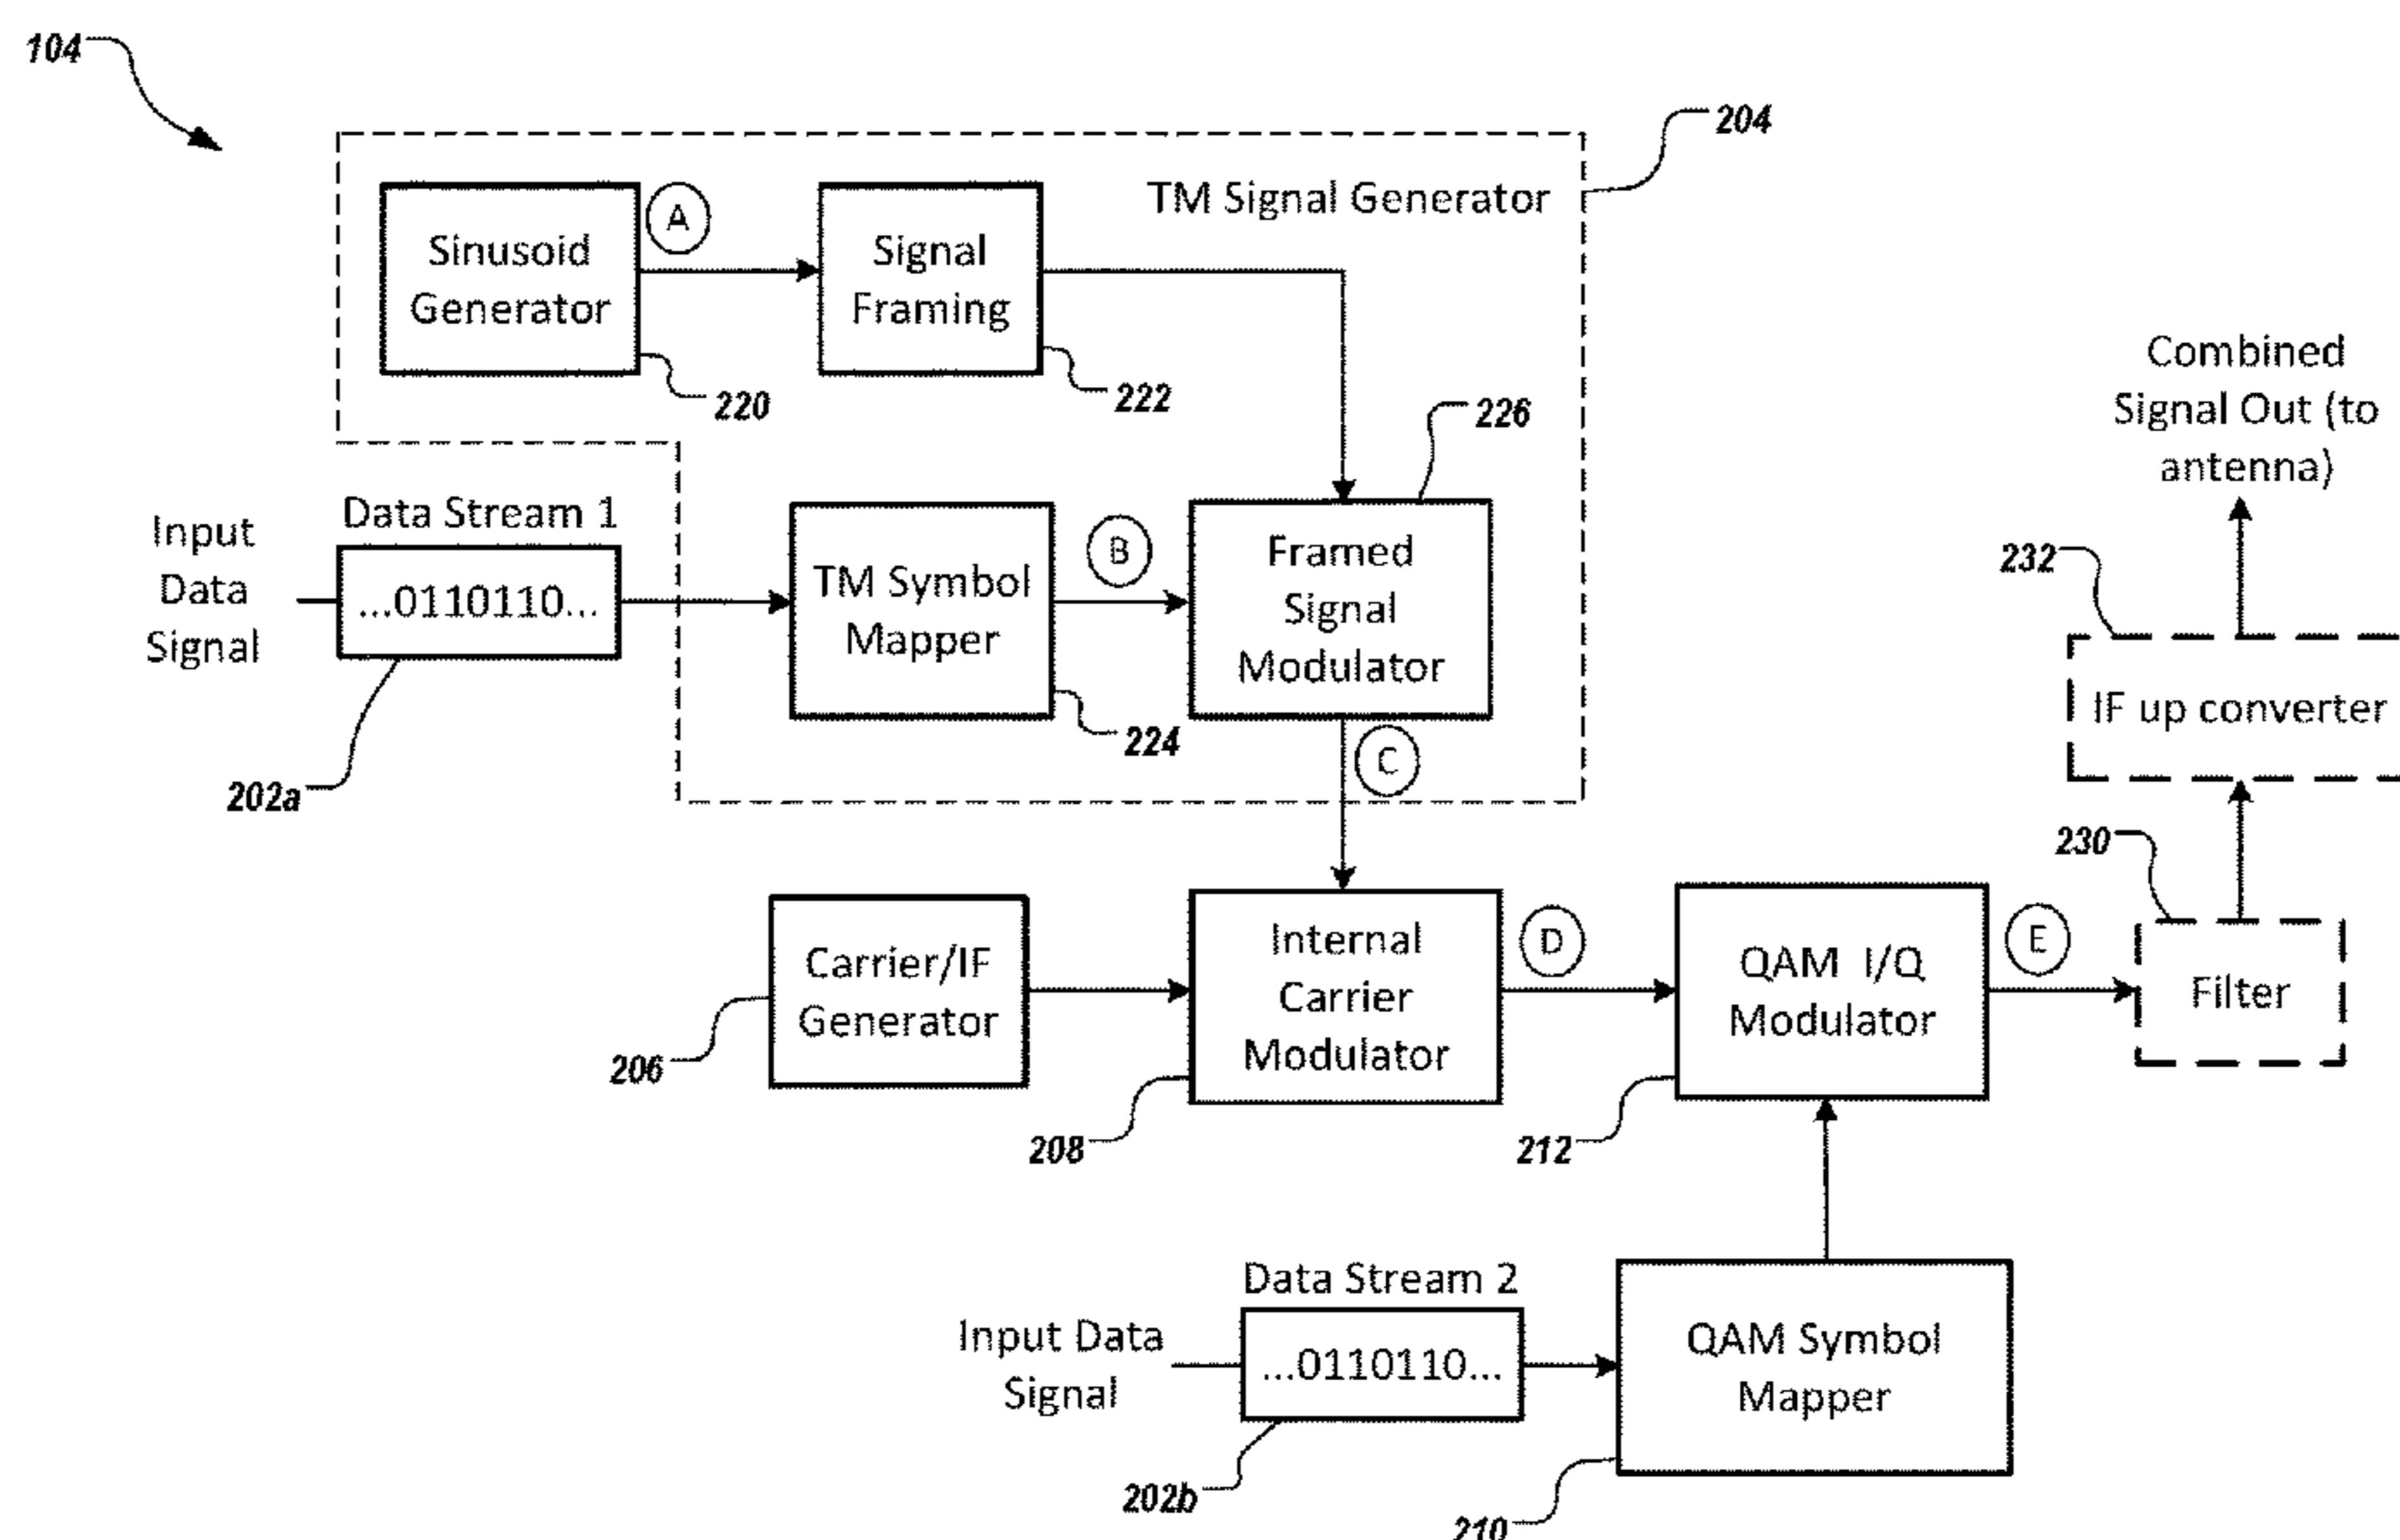 104
204
TM Signal Generator
A
Sinusoid
Generator
Signal
Framing
220
222
226
Combined
Signal Out (to
antenna)
Input
Data
Signal
Data Stream 1
...0110110...
202a
TM Symbol
Mapper
B
224
Framed
Signal
Modulator
C
232
IF up converter
230
Carrier/IF
Generator
206
Internal
Carrier
Modulator
208
D
QAM I/Q
Modulator
212
E
Filter
Input Data
Signal
Data Stream 2
...0110110...
202b
QAM Symbol
Mapper
210